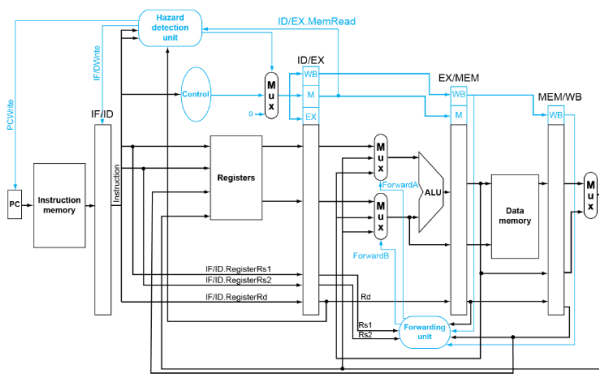 Hazard
detection
unit
ID/EX.MemRead
ID/EX
EX/MEM
MEM/WB
IF/ID
PCWrite
IF/DWrite
Control
Mux
0
WB
M
EX
WB
M
WB
PC
Instruction
memory
Instruction
Registers
Mux
ForwardA
ALU
Mux
ForwardB
Data
memory
Mux
IF/ID.RegisterRs1
IF/ID.RegisterRs2
IF/ID.RegisterRd
Rd
Rs1
Rs2
Forwarding
unit